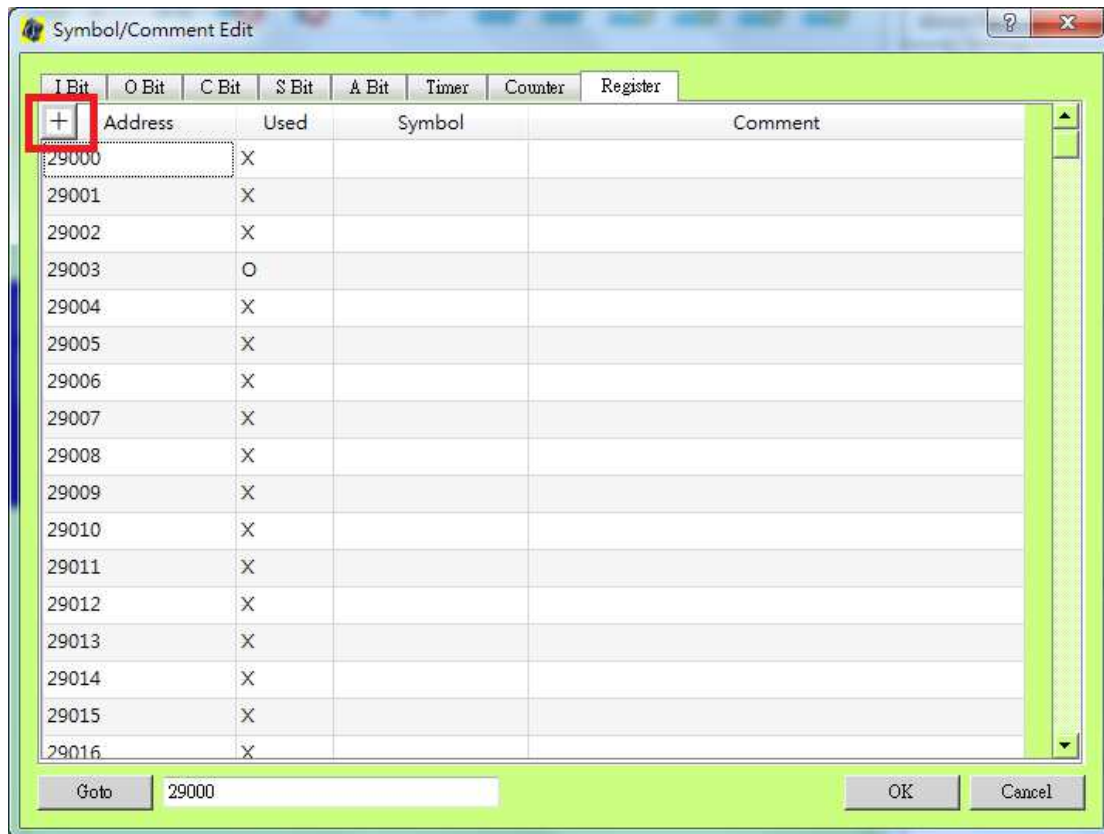 Symbol/Comment Edit
I Bit O Bit C Bit S Bit A Bit Timer Counter Register
+ Address Used Symbol Comment
29000 X
29001 X
29002 X
29003 O
29004 X
29005 X
29006 X
29007 X
29008 X
29009 X
29010 X
29011 X
29012 X
29013 X
29014 X
29015 X
29016 X
Goto 29000 OK Cancel